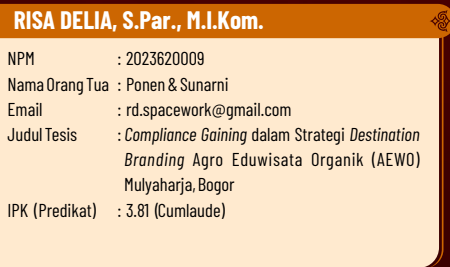 RISA DELIA, S.Par., M.I.Kom.
NPM : 2023620009
Nama Orang Tua : Ponen & Sunarni
Email : rd.spacework@gmail.com
Judul Tesis : Compliance Gaining dalam Strategi Destination
Branding Agro Eduwisata Organik (AEWO)
Mulyaharja, Bogor
IPK (Predikat) : 3.81 (Cumlaude)